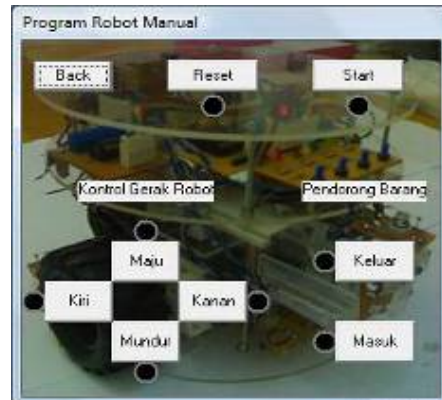 Program Robot Manual
Back Reset Start
Kontrol Gerak Robot Pendorong Barang
Maju Keluar
Kiri Kanan
Mundur Masuk